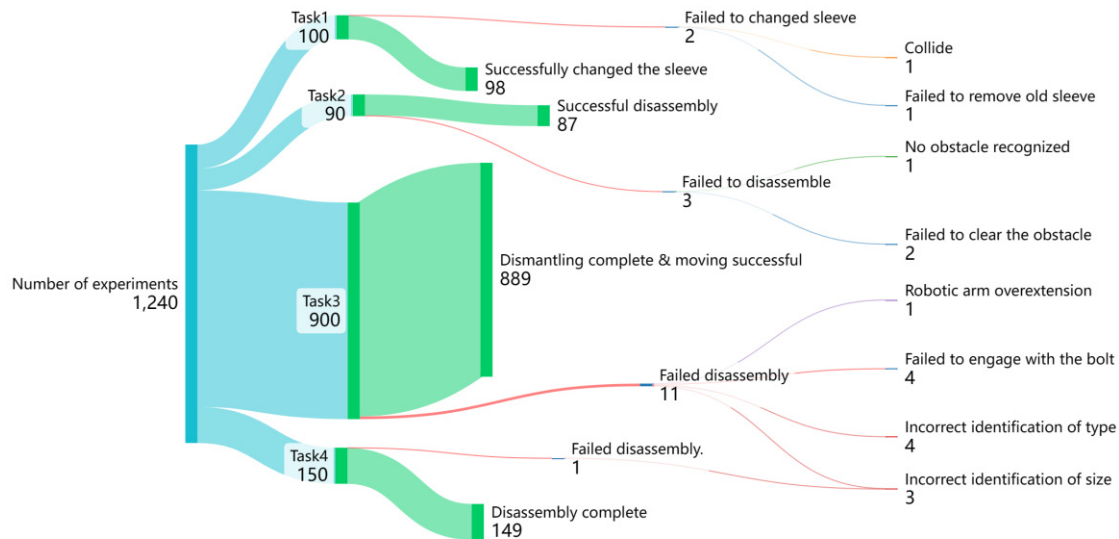 Number of experiments
1,240
Task1
100
Task2
90
Task3
900
Task4
150
Successfully changed the sleeve
98
Successful disassembly
87
Dismantling complete & moving successful
889
Disassembly complete
149
Failed to changed sleeve
2
Failed to disassemble
3
Failed disassembly
11
Failed disassembly.
1
Collide
1
Failed to remove old sleeve
1
No obstacle recognized
1
Failed to clear the obstacle
2
Robotic arm overextension
1
Failed to engage with the bolt
4
Incorrect identification of type
4
Incorrect identification of size
3